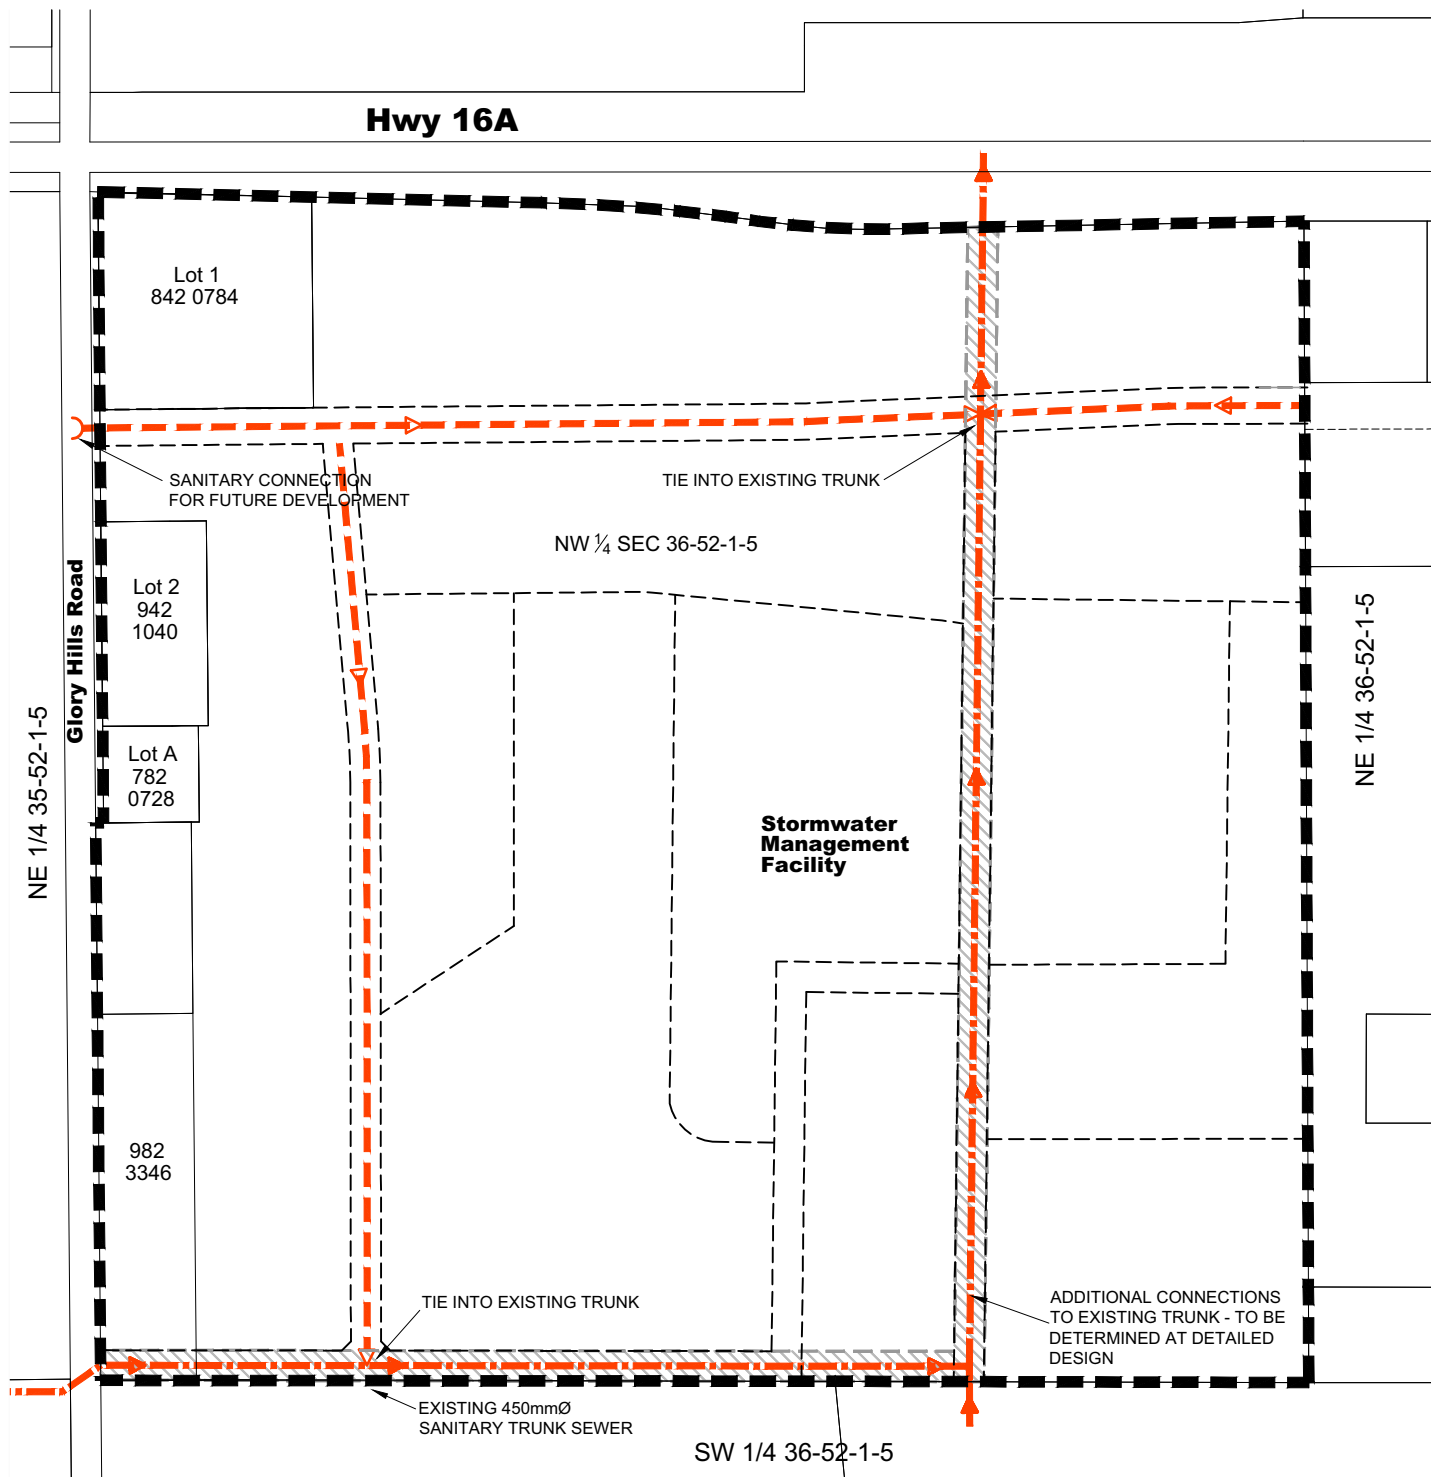 Hwy 16A
Lot 1
842 0784
SANITARY CONNECTION
FOR FUTURE DEVELOPMENT
TIE INTO EXISTING TRUNK
NW ¼ SEC 36-52-1-5
Lot 2
942
1040
Glory Hills Road
NE 1/4 35-52-1-5
NE 1/4 36-52-1-5
Lot A
782
0728
Stormwater
Management
Facility
982
3346
TIE INTO EXISTING TRUNK
ADDITIONAL CONNECTIONS
TO EXISTING TRUNK - TO BE
DETERMINED AT DETAILED
DESIGN
EXISTING 450mmØ
SANITARY TRUNK SEWER
SW 1/4 36-52-1-5